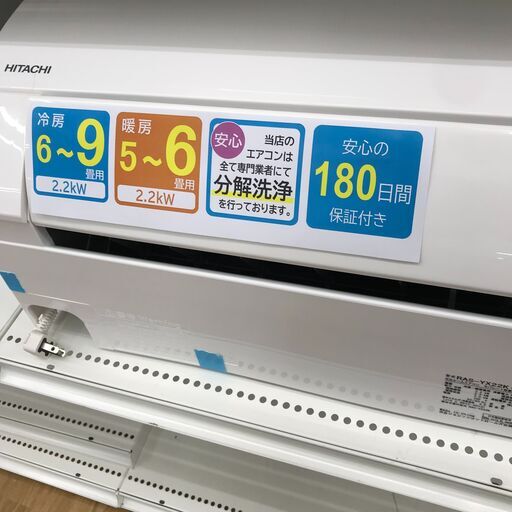 HITACHI
冷房
6~9
畳用
2.2kW
暖房
5~6
畳用
2.2kW
安心
当店の
エアコンは
全て専門業者にて
分解洗浄
を行っております。
安心の
180日間
保証付き
RAS-YX22K